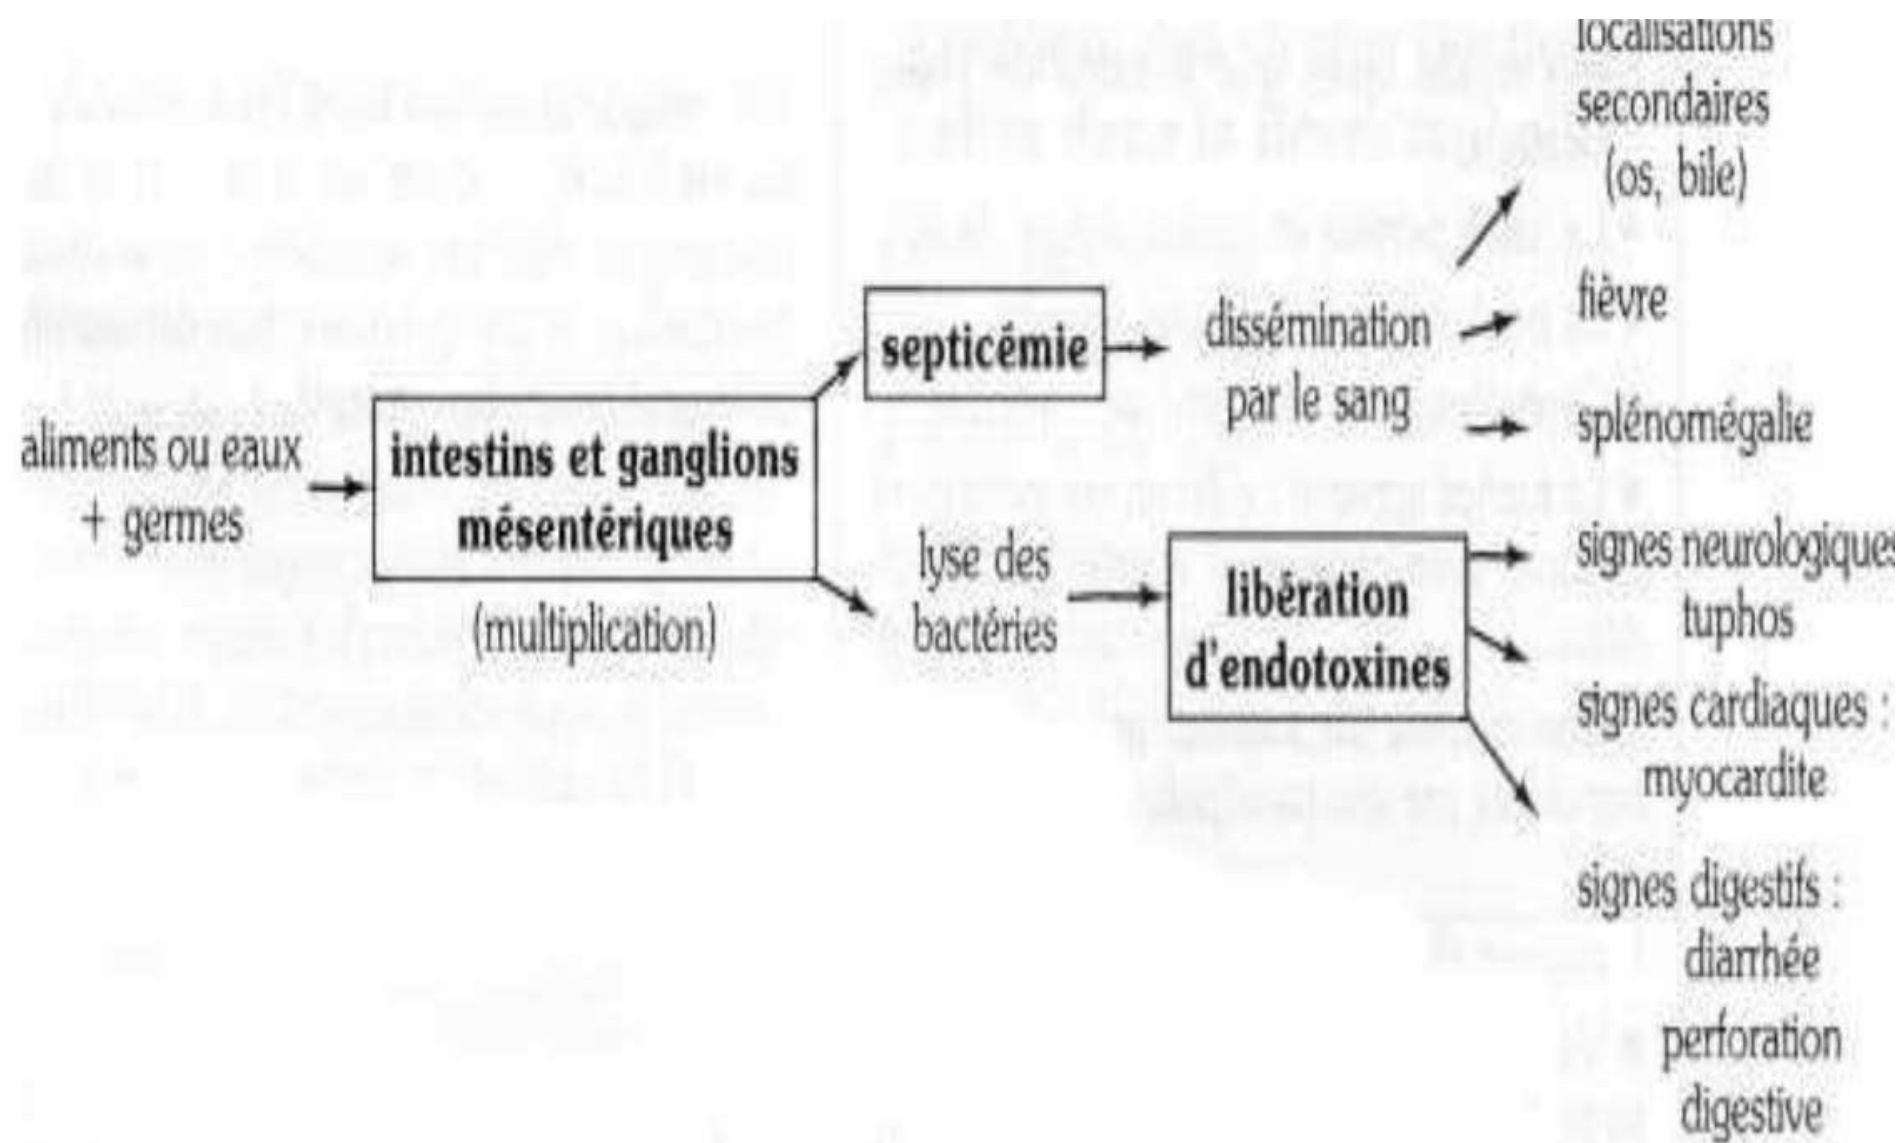 aliments ou eaux
+ germes
intestins et ganglions
mésentériques
(multiplication)
septicémie
dissémination
par le sang
localisations
secondaires
(os, bile)
fièvre
splénomégalie
lyse des
bactéries
libération
d'endotoxines
signes neurologiques
tuphos
signes cardiaques :
myocardite
signes digestifs :
diarrhée
perforation
digestive